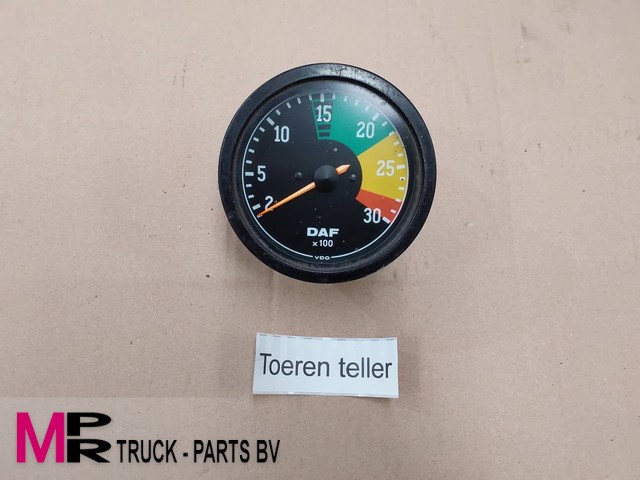 2 5 10 15 20 25 30
DAF
x 100
VDO
Toeren teller
MPR TRUCK - PARTS BV